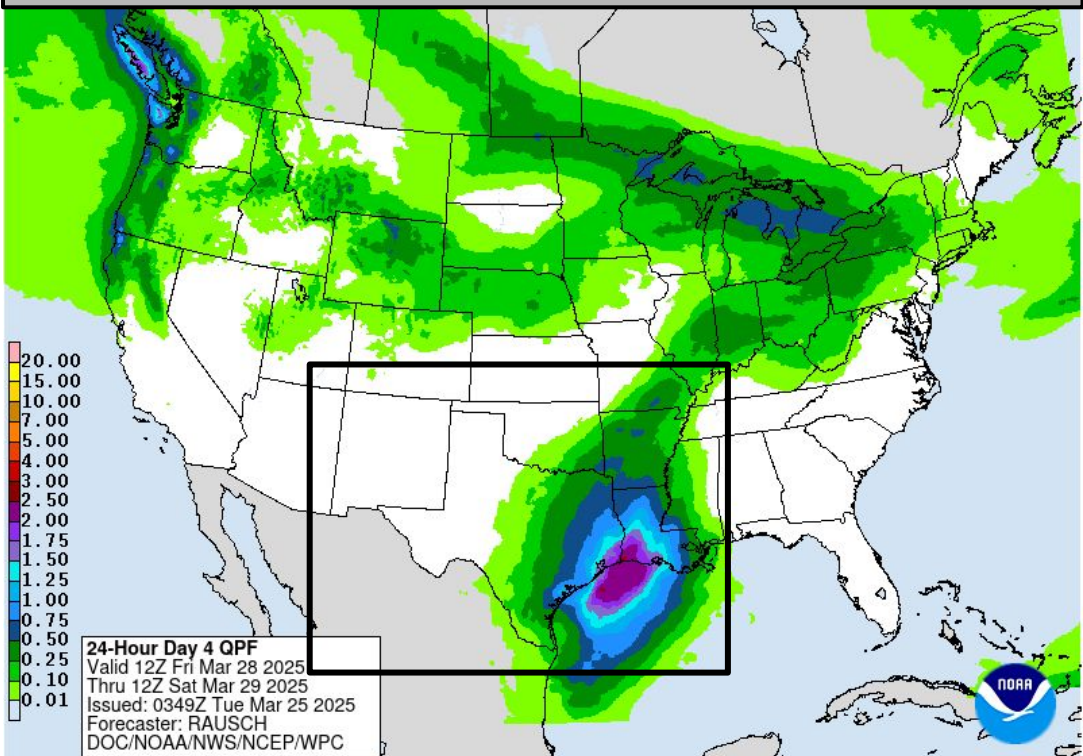 20.00
15.00
10.00
7.00
5.00
4.00
3.00
2.50
2.00
1.75
1.50
1.25
1.00
0.75
0.50
0.25
0.10
0.01
24-Hour Day 4 QPF
Valid 12Z Fri Mar 28 2025
Thru 12Z Sat Mar 29 2025
Issued: 0349Z Tue Mar 25 2025
Forecaster: RAUSCH
DOC/NOAA/NWS/NCEP/WPC
NOAA